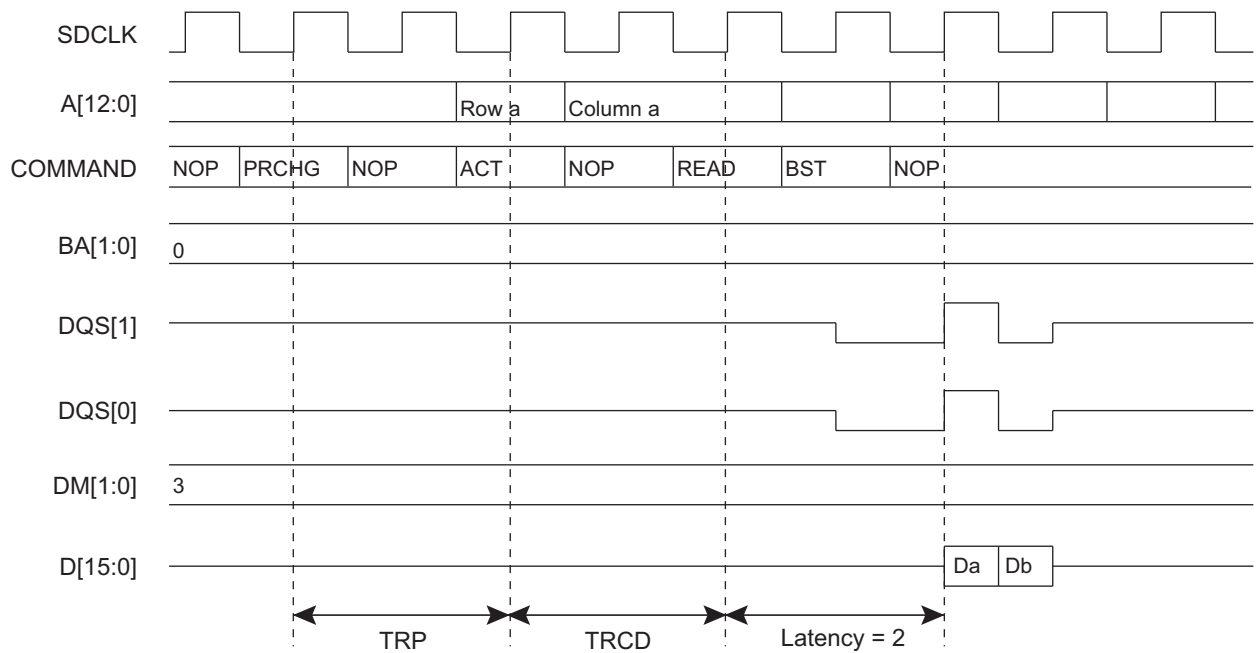 SDCLK
A[12:0] Row a Column a
COMMAND NOP PRCHG NOP ACT NOP READ BST NOP
BA[1:0] 0
DQS[1]
DQS[0]
DM[1:0] 3
D[15:0] Da Db
TRP TRCD Latency = 2